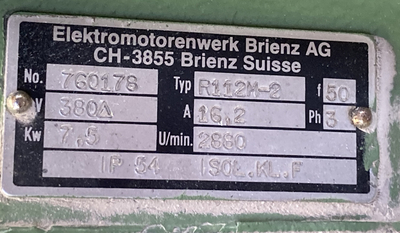 Elektromotorenwerk Brienz AG
CH-3855 Brienz Suisse
No. 760178 Typ R112M-2 f 50
V 380Δ A 16,2 Ph 3
Kw 7,5 U/min. 2880
IP 54 ISOL.KL.F